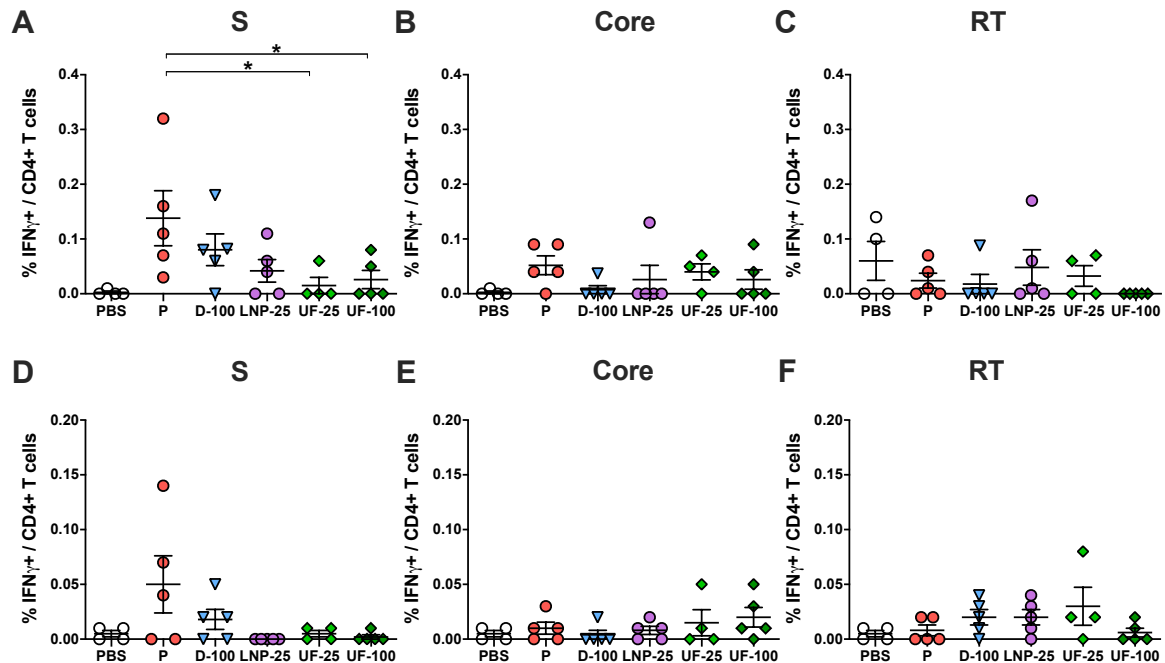 A S B Core C RT
* 
*
% IFNγ+ / CD4+ T cells
0.4
0.3
0.2
0.1
0.0
PBS P D-100 LNP-25 UF-25 UF-100
% IFNγ+ / CD4+ T cells
0.4
0.3
0.2
0.1
0.0
PBS P D-100 LNP-25 UF-25 UF-100
% IFNγ+ / CD4+ T cells
0.4
0.3
0.2
0.1
0.0
PBS P D-100 LNP-25 UF-25 UF-100
D S E Core F RT
% IFNγ+ / CD4+ T cells
0.20
0.15
0.10
0.05
0.00
PBS P D-100 LNP-25 UF-25 UF-100
% IFNγ+ / CD4+ T cells
0.20
0.15
0.10
0.05
0.00
PBS P D-100 LNP-25 UF-25 UF-100
% IFNγ+ / CD4+ T cells
0.20
0.15
0.10
0.05
0.00
PBS P D-100 LNP-25 UF-25 UF-100